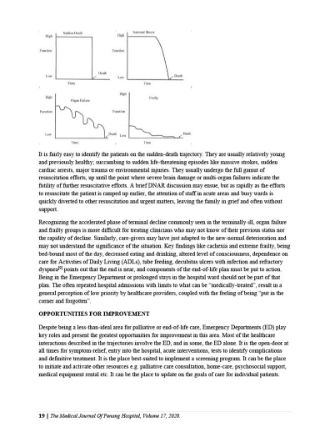 High
Sudden Death
Function
Low
Death
Time
High
Terminal Illness
Function
Low
Death
Time
High
Organ Failure
Function
Low
Death
Time
High
Frailty
Function
Low
Death
Time
It is fairly easy to identify the patients on the sudden-death trajectory. They are usually relatively young
and previously healthy; succumbing to sudden life-threatening episodes like massive strokes, sudden
cardiac arrests, major trauma or environmental injuries. They usually undergo the full gamut of
resuscitation efforts, up until the point where severe brain damage or multi-organ failures indicate the
futility of further resuscitative efforts. A brief DNAR discussion may ensue, but as rapidly as the efforts
to resuscitate the patient is ramped up earlier, the attention of staff in acute areas and busy wards is
quickly diverted to other resuscitation and urgent matters, leaving the family in grief and often without
support.
Recognizing the accelerated phase of terminal decline commonly seen in the terminally-ill, organ failure
and frailty groups is more difficult for treating clinicians who may not know of their previous status nor
the rapidity of decline. Similarly, care-givers may have just adapted to the new-normal deterioration and
may not understand the significance of the situation. Key findings like cachexia and extreme frailty, being
bed-bound most of the day, decreased eating and drinking, altered level of consciousness, dependence on
care for Activities of Daily Living (ADLs), tube feeding, decubitus ulcers with infection and refractory
points out that the end is near, and components of the end-of-life plan must be put to action.
Being in the Emergency Department or prolonged stays in the hospital ward should not be part of that
plan. The often repeated hospital admissions with limits to what can be "medically-treated", result in a
general perception of low priority by healthcare providers, coupled with the feeling of being "put in the
corner and forgotten".
OPPORTUNITIES FOR IMPROVEMENT
Despite being a less-than-ideal area for palliative or end-of-life care, Emergency Departments (ED) play
key roles and present the greatest opportunities for improvement in this area. Most of the healthcare
interactions described in the trajectories involve the ED, and in some, the ED alone. It is the open-door at
all times for symptom-relief, entry into the hospital, acute interventions, tests to identify complications
and definitive treatment. It is the place best-suited to implement a screening program. It can be the place
to initiate and activate other resources e.g. palliative care consultation, home-care, psychosocial support,
medical equipment rental etc. It can be the place to update on the goals of care for individual patients.
19 | The Medical Journal Of Penang Hospital, Volume 17, 2020.